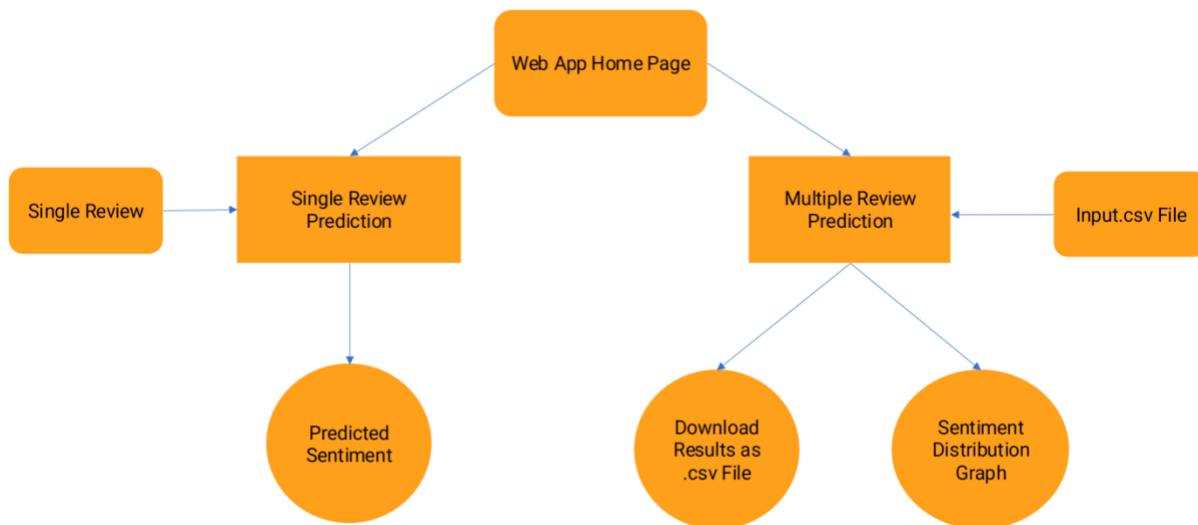 Web App Home Page
Single Review
Single Review
Prediction
Multiple Review
Prediction
Input.csv File
Predicted
Sentiment
Download
Results as
.csv File
Sentiment
Distribution
Graph